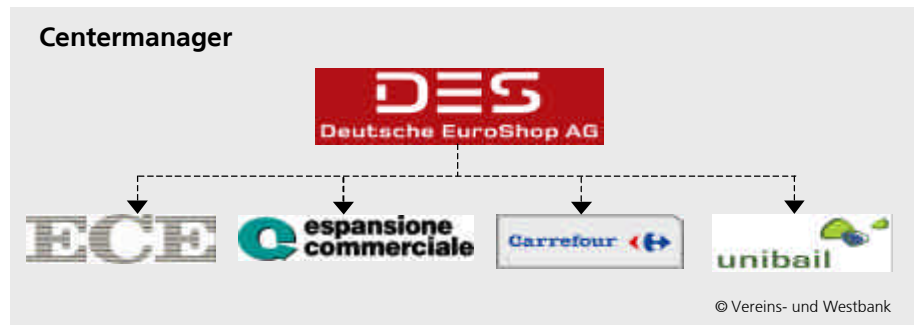 Centermanager
DES
Deutsche EuroShop AG
ECE
espansione
commerciale
Carrefour
unibail
© Vereins- und Westbank